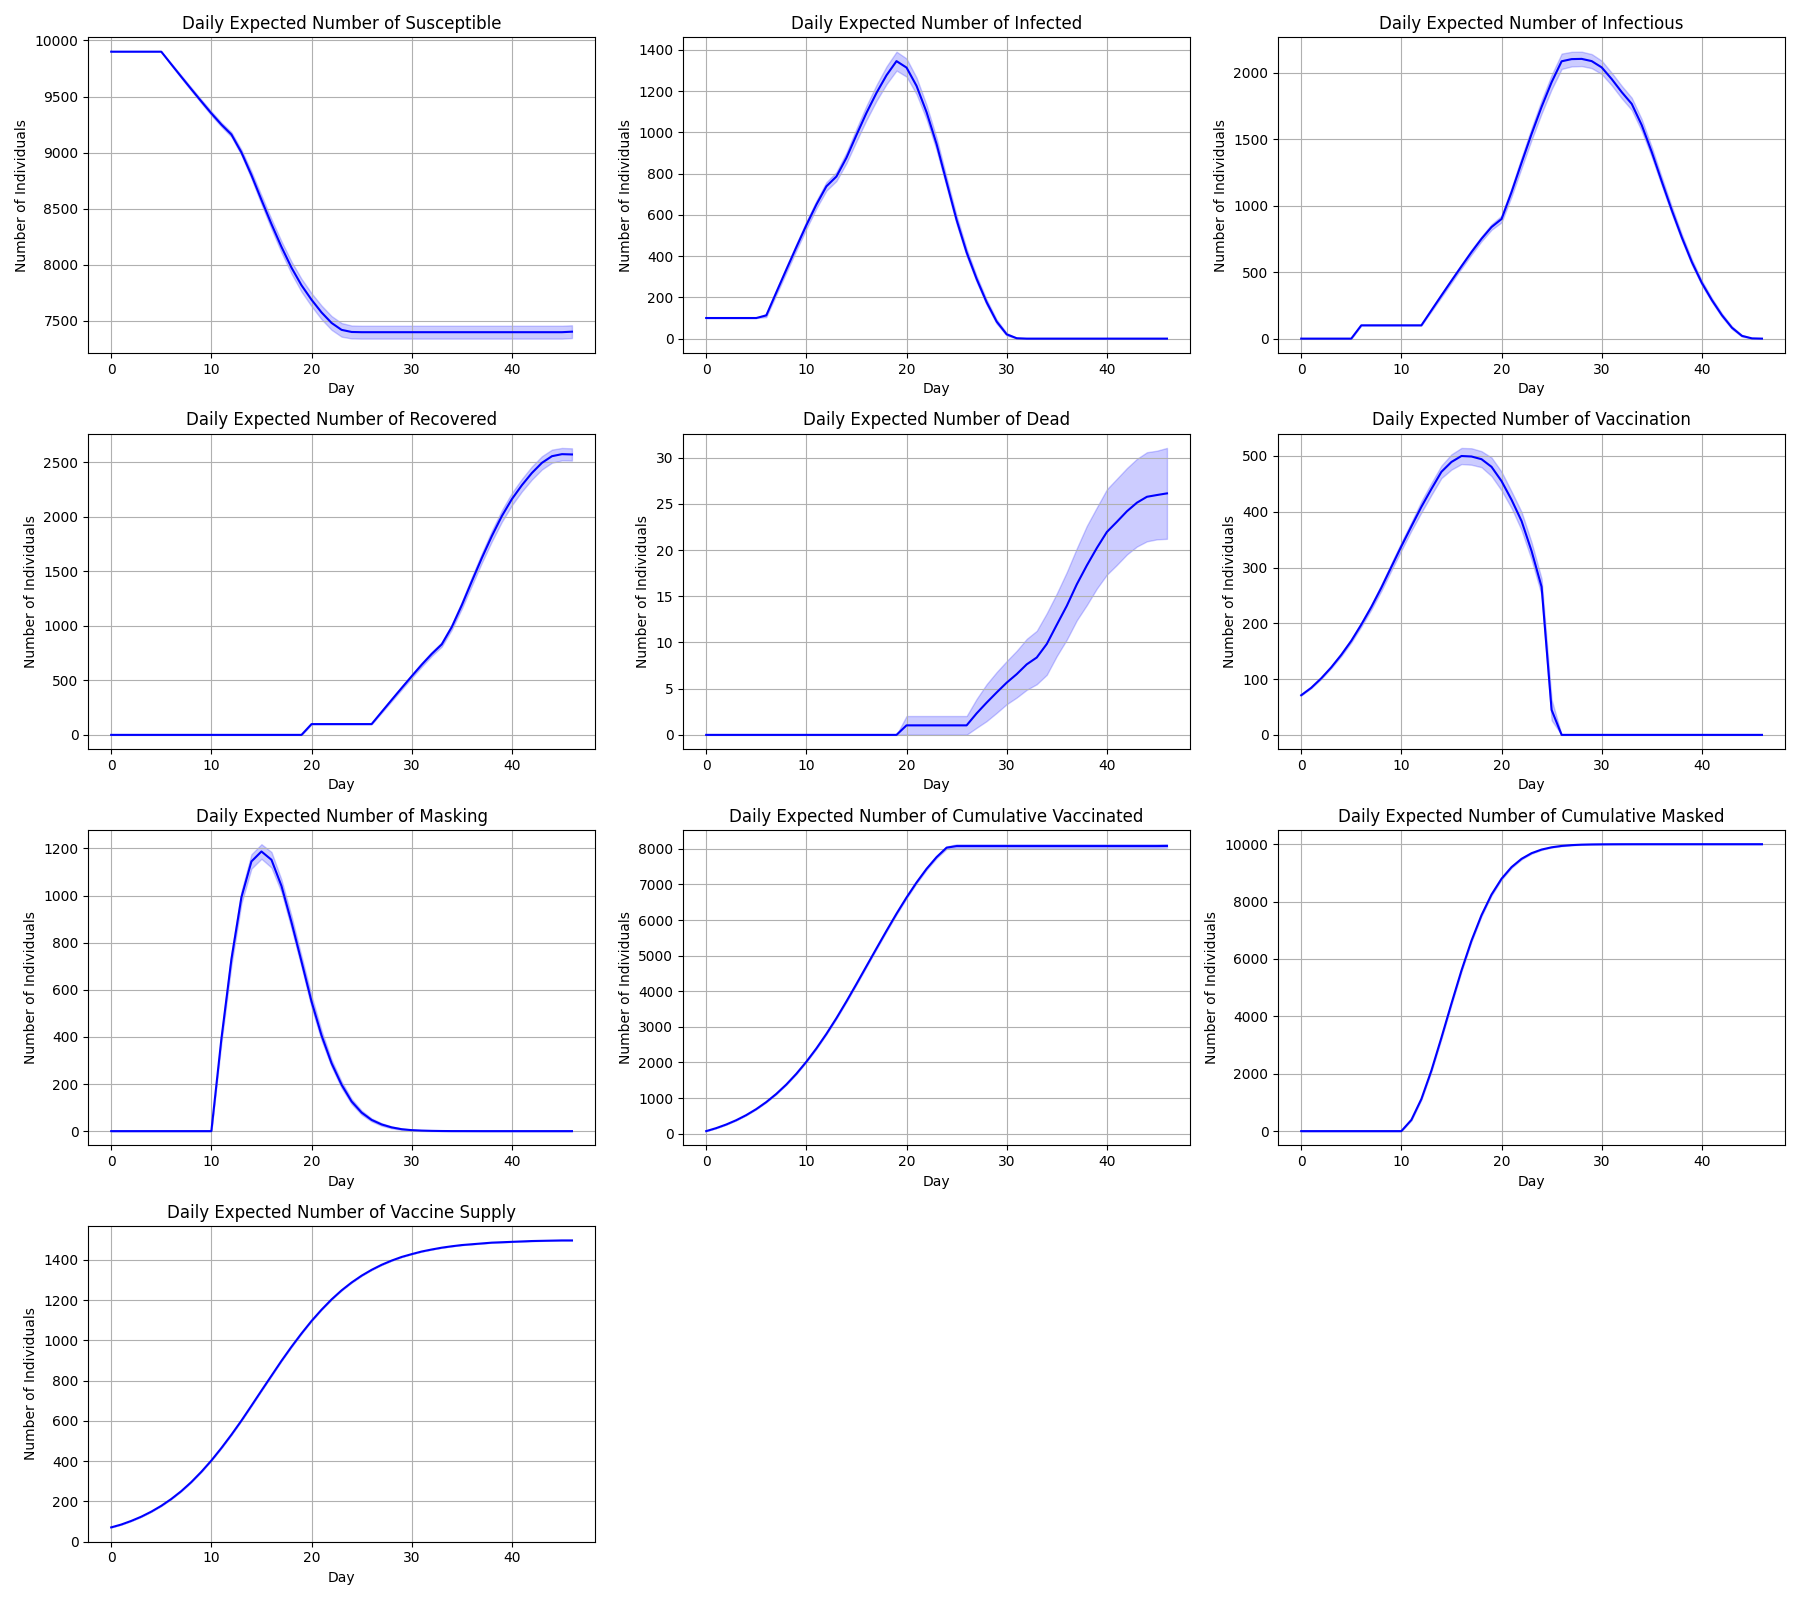 Daily Expected Number of Susceptible
Number of Individuals
10000
9500
9000
8500
8000
7500
0 10 20 30 40
Day
Daily Expected Number of Infected
Number of Individuals
1400
1200
1000
800
600
400
200
0
0 10 20 30 40
Day
Daily Expected Number of Infectious
Number of Individuals
2000
1500
1000
500
0
0 10 20 30 40
Day
Daily Expected Number of Recovered
Number of Individuals
2500
2000
1500
1000
500
0
0 10 20 30 40
Day
Daily Expected Number of Dead
Number of Individuals
30
25
20
15
10
5
0
0 10 20 30 40
Day
Daily Expected Number of Vaccination
Number of Individuals
500
400
300
200
100
0
0 10 20 30 40
Day
Daily Expected Number of Masking
Number of Individuals
1200
1000
800
600
400
200
0
0 10 20 30 40
Day
Daily Expected Number of Cumulative Vaccinated
Number of Individuals
8000
7000
6000
5000
4000
3000
2000
1000
0
0 10 20 30 40
Day
Daily Expected Number of Cumulative Masked
Number of Individuals
10000
8000
6000
4000
2000
0
0 10 20 30 40
Day
Daily Expected Number of Vaccine Supply
Number of Individuals
1400
1200
1000
800
600
400
200
0
0 10 20 30 40
Day